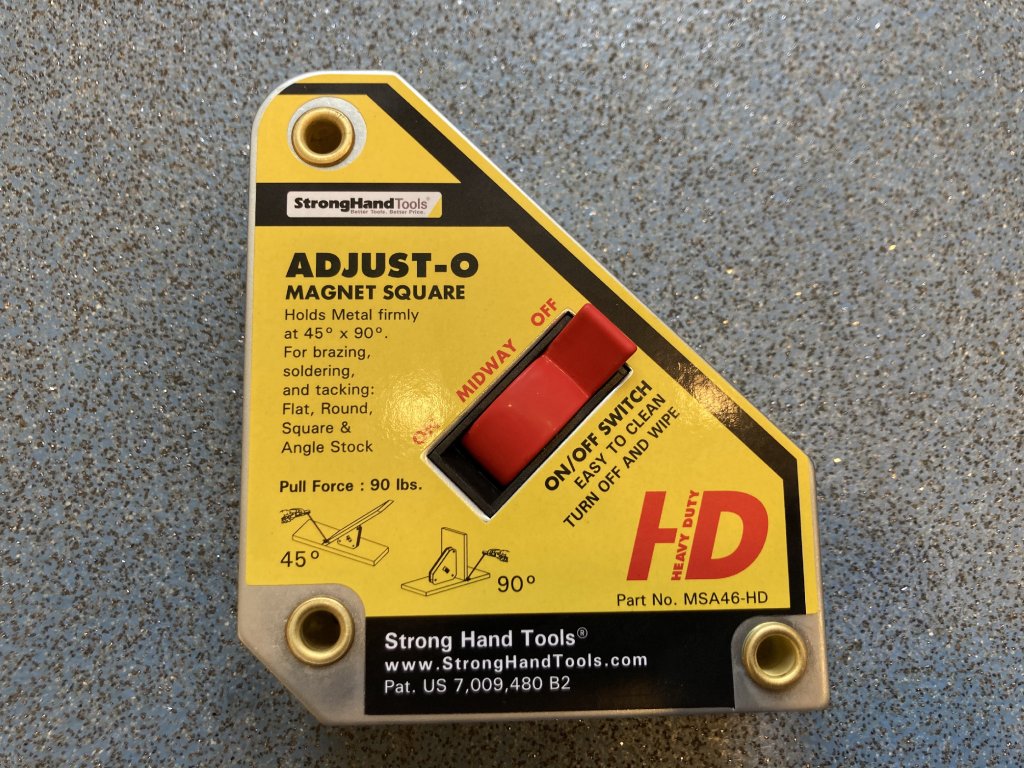 StrongHandTools®
Better Tools. Better Price.
ADJUST-O
MAGNET SQUARE
Holds Metal firmly
at 45° x 90°.
For brazing,
soldering,
and tacking:
Flat, Round,
Square &
Angle Stock
Pull Force : 90 lbs.
45°
90°
OFF
MIDWAY
ON
ON/OFF SWITCH
EASY TO CLEAN
TURN OFF AND WIPE
HD
HEAVY DUTY
Part No. MSA46-HD
Strong Hand Tools®
www.StrongHandTools.com
Pat. US 7,009,480 B2